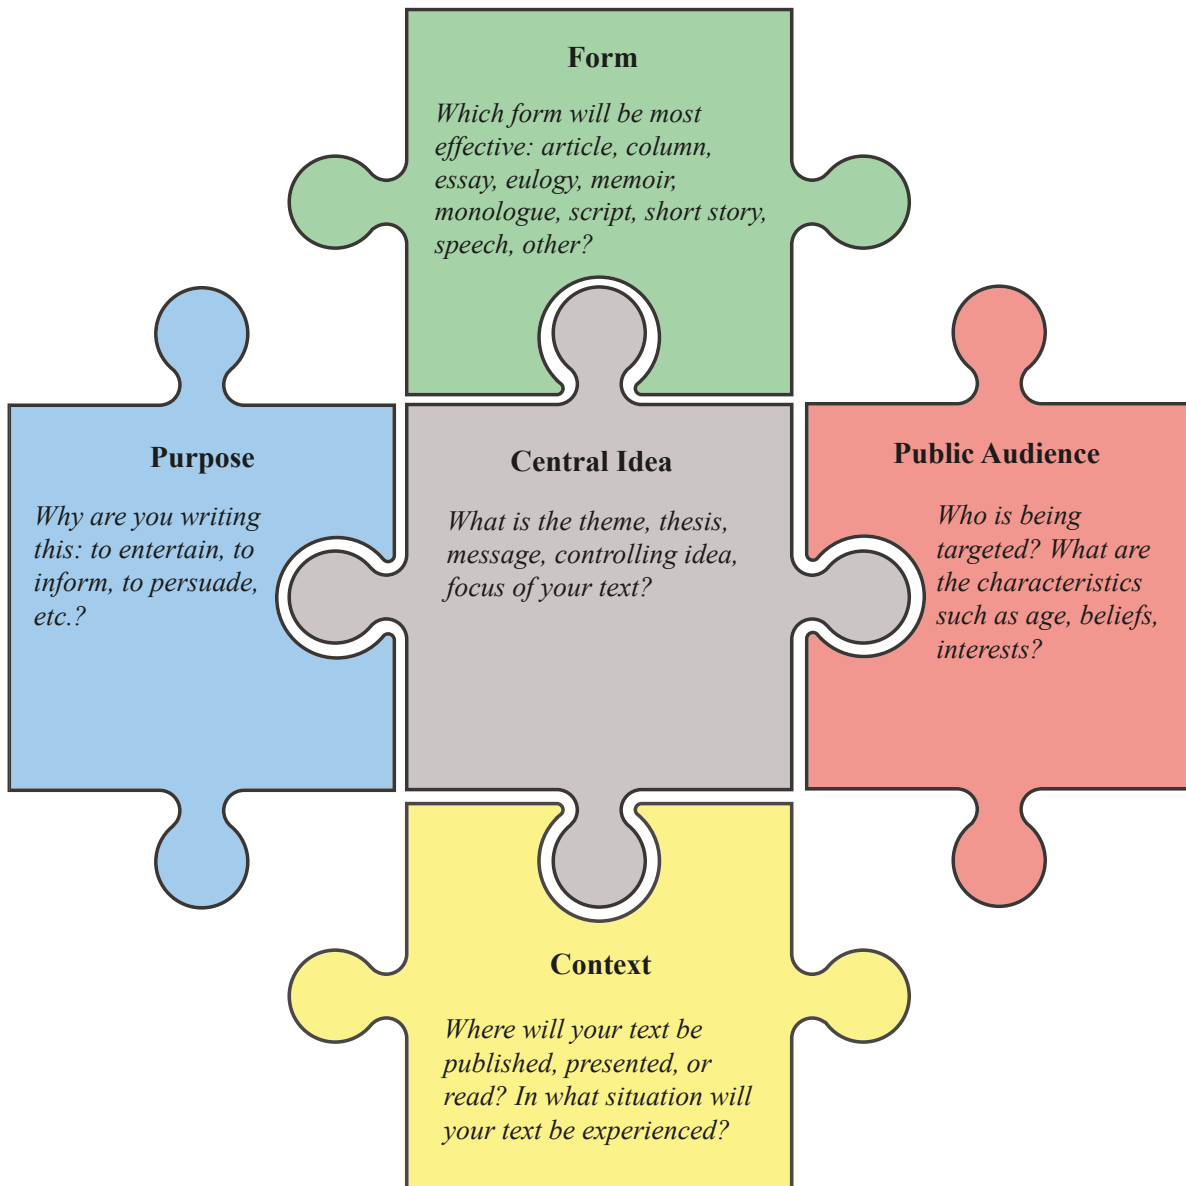 Form
Which form will be most
effective: article, column,
essay, eulogy, memoir,
monologue, script, short story,
speech, other?
Purpose
Why are you writing
this: to entertain, to
inform, to persuade,
etc.?
Central Idea
What is the theme, thesis,
message, controlling idea,
focus of your text?
Public Audience
Who is being
targeted? What are
the characteristics
such as age, beliefs,
interests?
Context
Where will your text be
published, presented, or
read? In what situation will
your text be experienced?